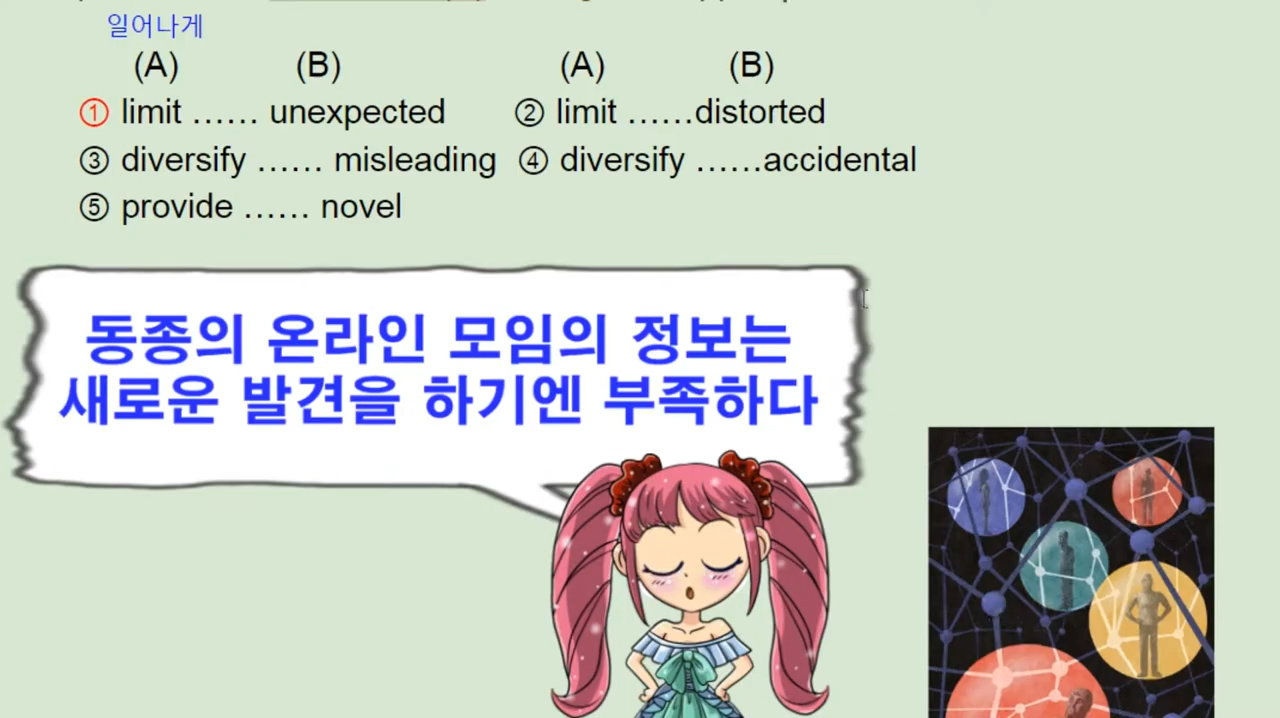 일어나게
(A) (B) (A) (B)
① limit …… unexpected ② limit ……distorted
③ diversify …… misleading ④ diversify ……accidental
⑤ provide …… novel
동종의 온라인 모임의 정보는
새로운 발견을 하기엔 부족하다